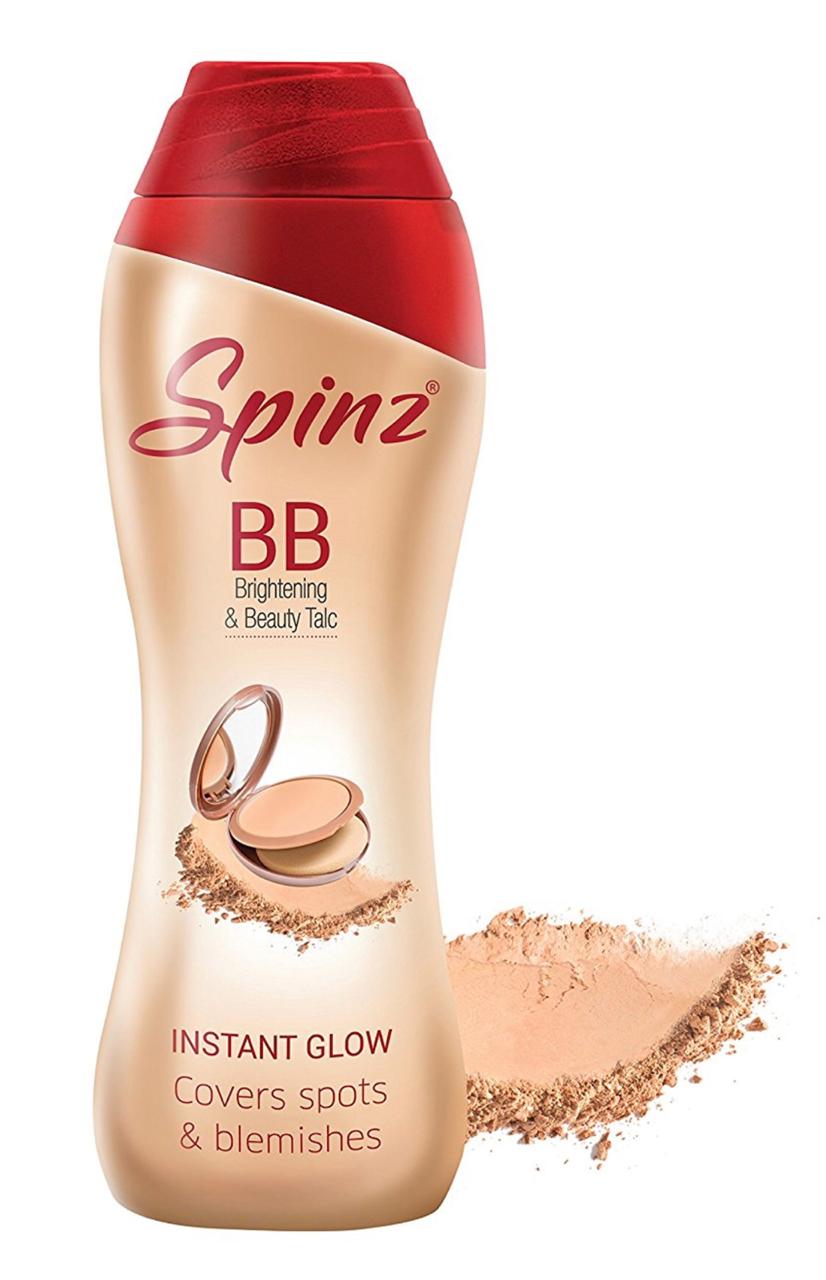 Spinz®
BB
Brightening
& Beauty Talc
INSTANT GLOW
Covers spots
& blemishes